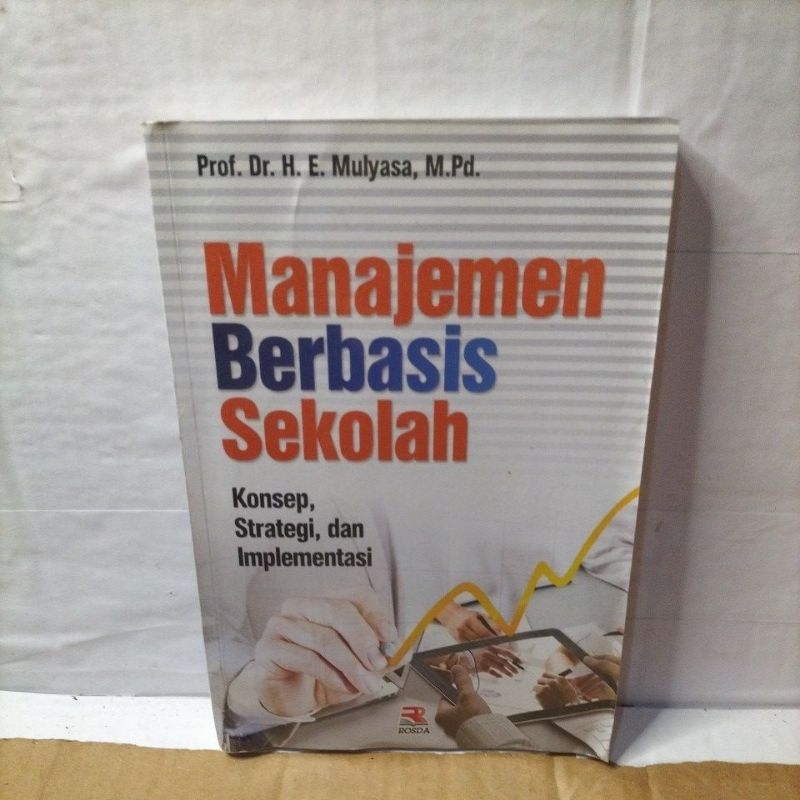 Prof. Dr. H. E. Mulyasa, M.Pd.
Manajemen
Berbasis
Sekolah
Konsep,
Strategi, dan
Implementasi
ROSDA